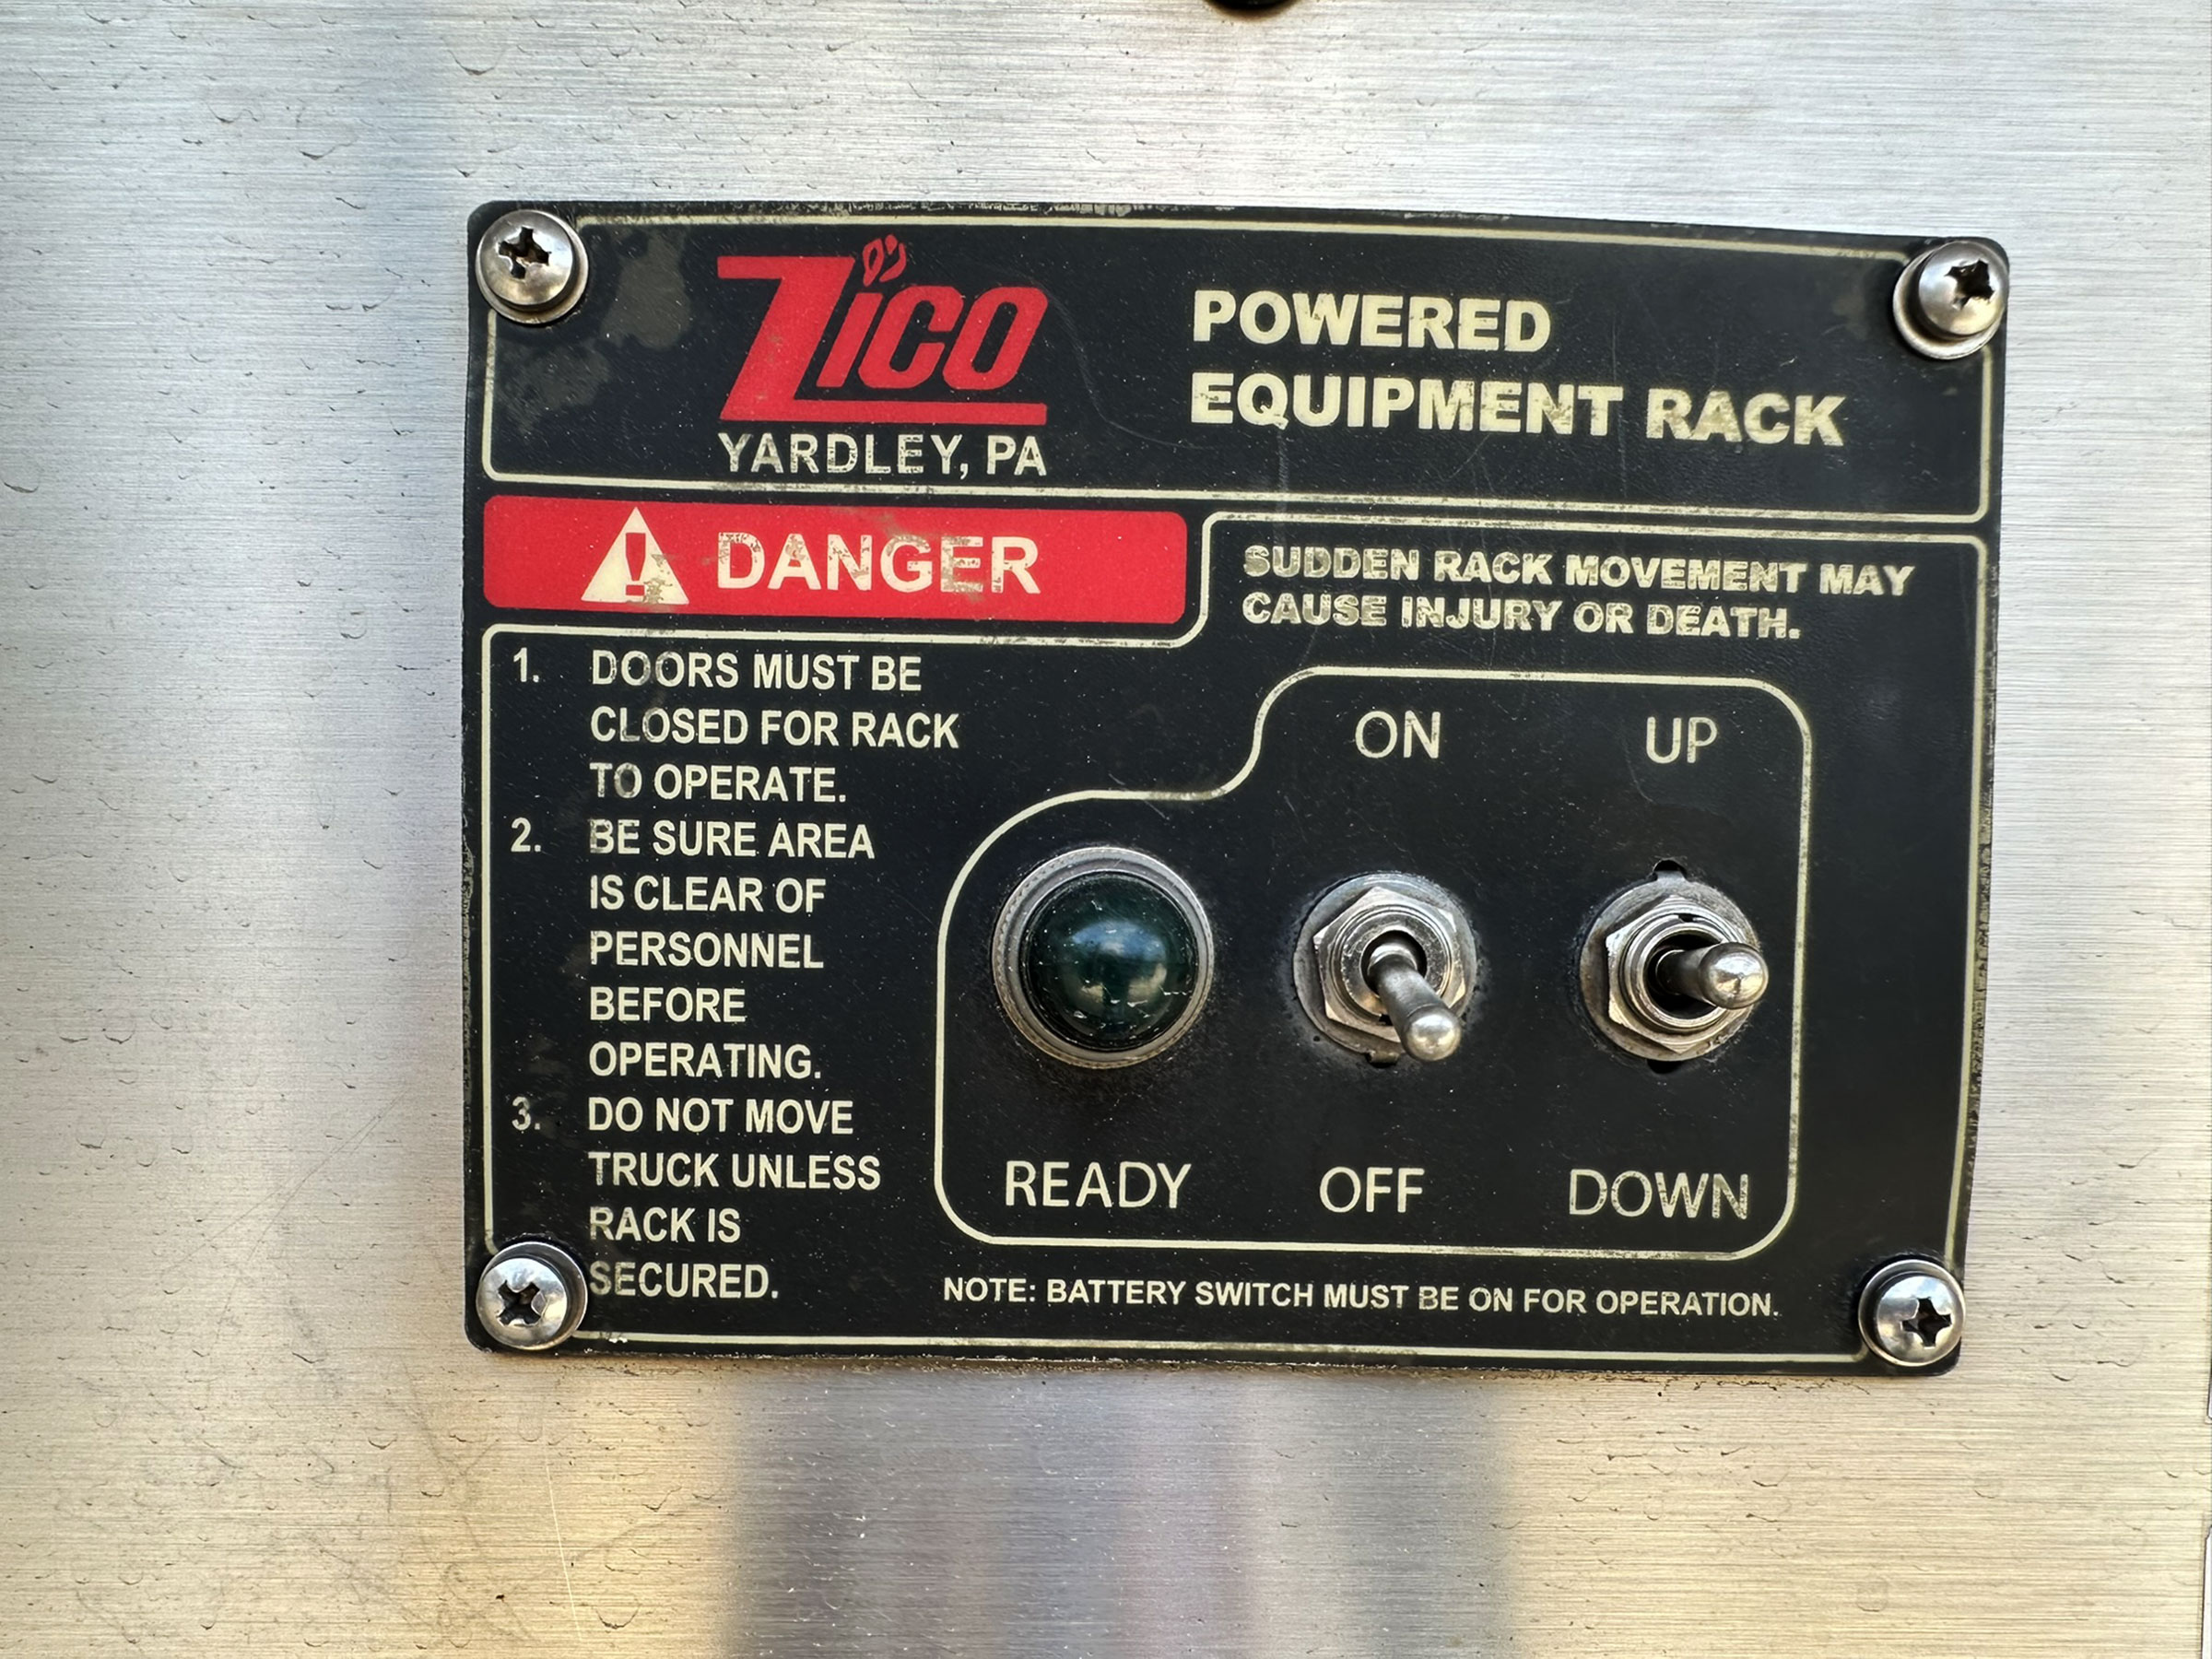 Zico
YARDLEY, PA
POWERED
EQUIPMENT RACK
DANGER
SUDDEN RACK MOVEMENT MAY
CAUSE INJURY OR DEATH.
1. DOORS MUST BE
CLOSED FOR RACK
TO OPERATE.
2. BE SURE AREA
IS CLEAR OF
PERSONNEL
BEFORE
OPERATING.
3. DO NOT MOVE
TRUCK UNLESS
RACK IS
SECURED.
ON UP
READY OFF DOWN
NOTE: BATTERY SWITCH MUST BE ON FOR OPERATION.